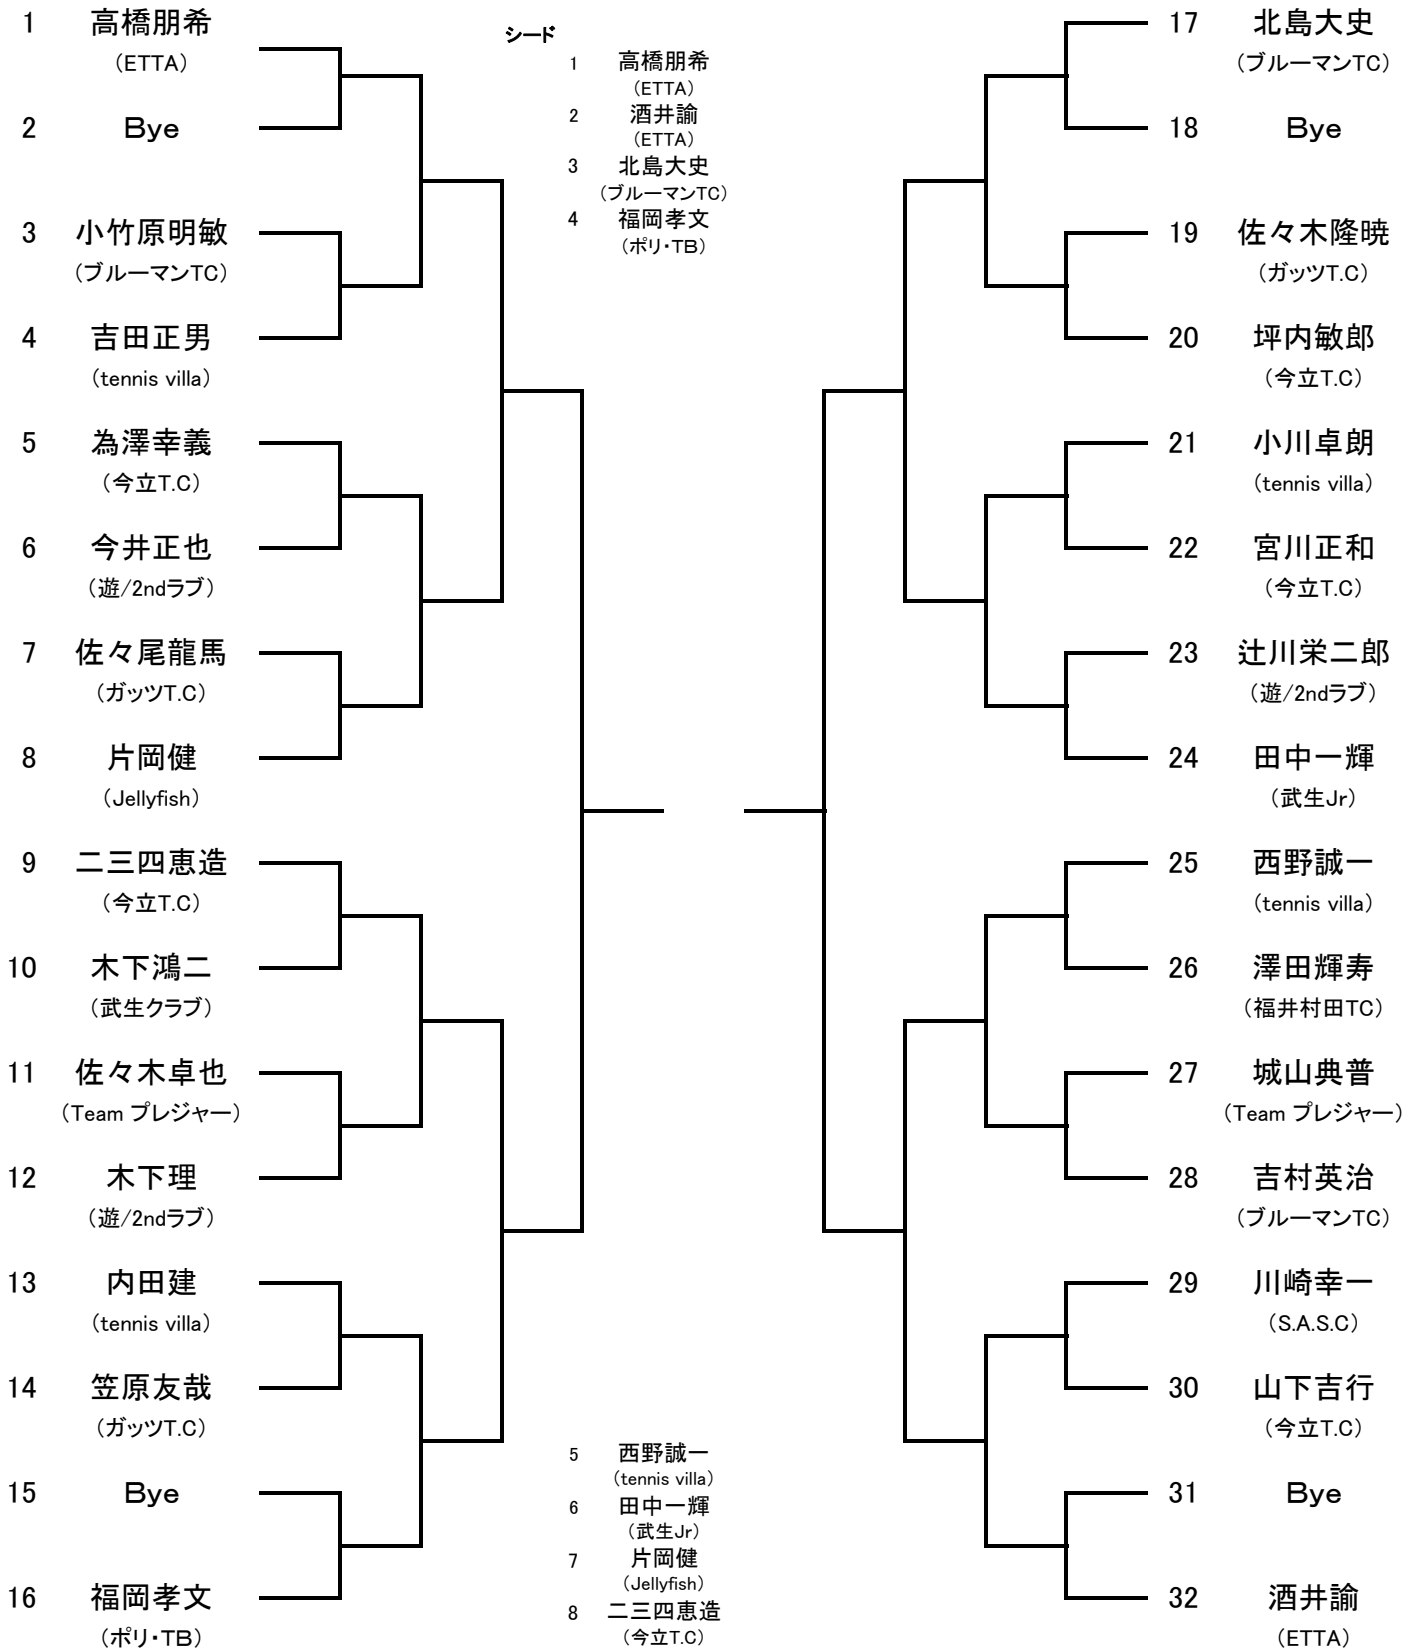 1 高橋朋希
（ETTA）
2 Bye
3 小竹原明敏
（ブルーマンTC）
4 吉田正男
（tennis villa）
5 為澤幸義
（今立T.C）
6 今井正也
（遊/2ndラブ）
7 佐々尾龍馬
（ガッツT.C）
8 片岡健
（Jellyfish）
9 二三四恵造
（今立T.C）
10 木下鴻二
（武生クラブ）
11 佐々木卓也
（Team プレジャー）
12 木下理
（遊/2ndラブ）
13 内田建
（tennis villa）
14 笠原友哉
（ガッツT.C）
15 Bye
16 福岡孝文
（ポリ・TB）
シード
1 高橋朋希
（ETTA）
2 酒井諭
（ETTA）
3 北島大史
（ブルーマンTC）
4 福岡孝文
（ポリ・TB）
5 西野誠一
（tennis villa）
6 田中一輝
（武生Jr）
7 片岡健
（Jellyfish）
8 二三四恵造
（今立T.C）
17 北島大史
（ブルーマンTC）
18 Bye
19 佐々木隆暁
（ガッツT.C）
20 坪内敏郎
（今立T.C）
21 小川卓朗
（tennis villa）
22 宮川正和
（今立T.C）
23 辻川栄二郎
（遊/2ndラブ）
24 田中一輝
（武生Jr）
25 西野誠一
（tennis villa）
26 澤田輝寿
（福井村田TC）
27 城山典普
（Team プレジャー）
28 吉村英治
（ブルーマンTC）
29 川崎幸一
（S.A.S.C）
30 山下吉行
（今立T.C）
31 Bye
32 酒井諭
（ETTA）